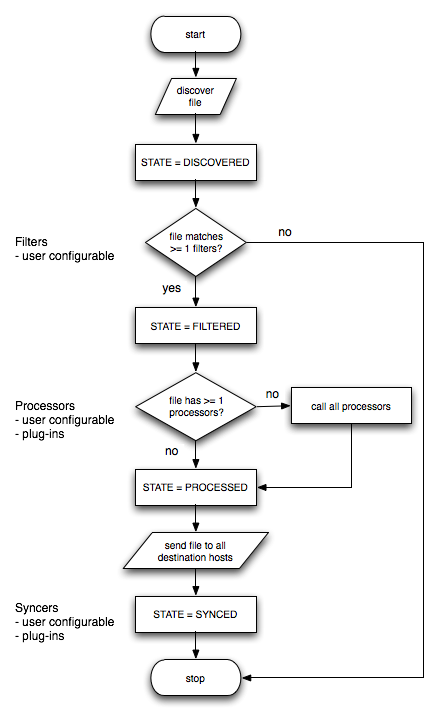 start
discover
file
STATE = DISCOVERED
Filters
- user configurable
file matches
>= 1 filters?
no
yes
STATE = FILTERED
Processors
- user configurable
- plug-ins
file has >= 1
processors?
no
call all processors
no
STATE = PROCESSED
send file to all
destination hosts
Syncers
- user configurable
- plug-ins
STATE = SYNCED
stop